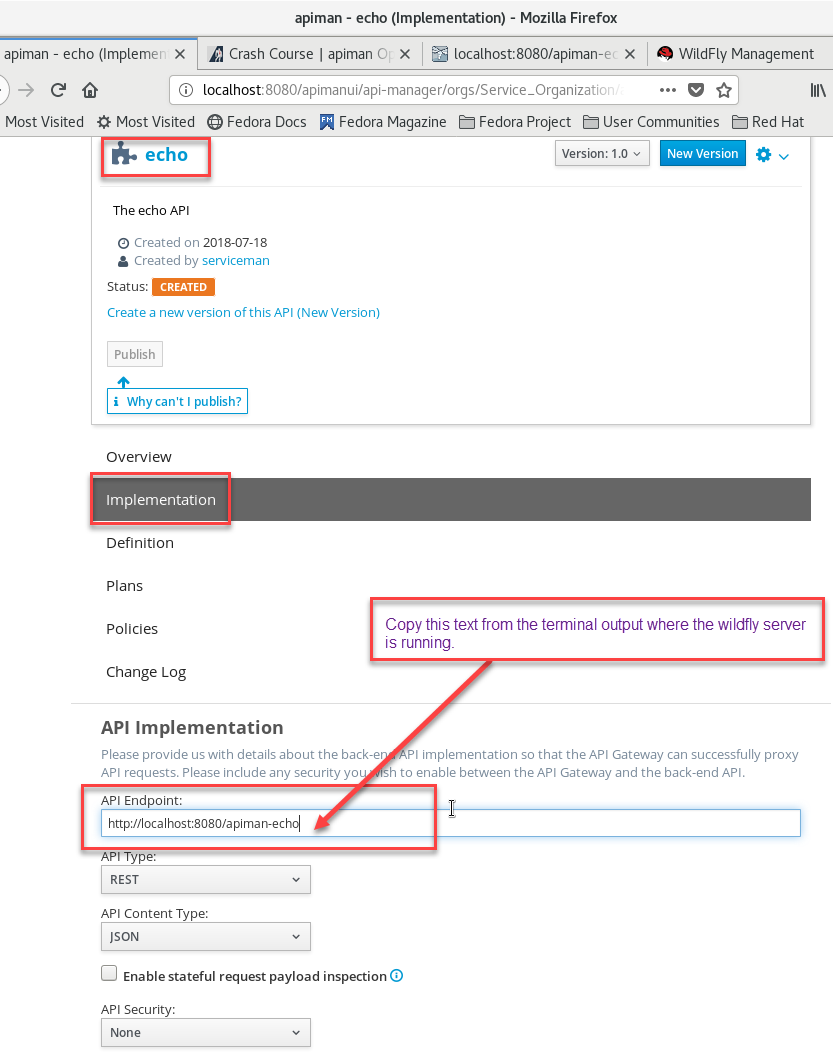 apiman - echo (Implementation) - Mozilla Firefox
apiman - echo (Implemen
Crash Course | apiman Op
localhost:8080/apiman-ec
WildFly Management
localhost:8080/apimanui/api-manager/orgs/Service_Organization/
Most Visited
Most Visited
Fedora Docs
Fedora Magazine
Fedora Project
User Communities
Red Hat
echo
Version: 1.0
New Version
The echo API
Created on 2018-07-18
Created by serviceman
Status: CREATED
Create a new version of this API (New Version)
Publish
Why can't I publish?
Overview
Implementation
Definition
Plans
Policies
Change Log
Copy this text from the terminal output where the wildfly server
is running.
API Implementation
Please provide us with details about the back-end API implementation so that the API Gateway can successfully proxy
API requests. Please include any security you wish to enable between the API Gateway and the back-end API.
API Endpoint:
http://localhost:8080/apiman-echo
API Type:
REST
API Content Type:
JSON
Enable stateful request payload inspection
API Security:
None